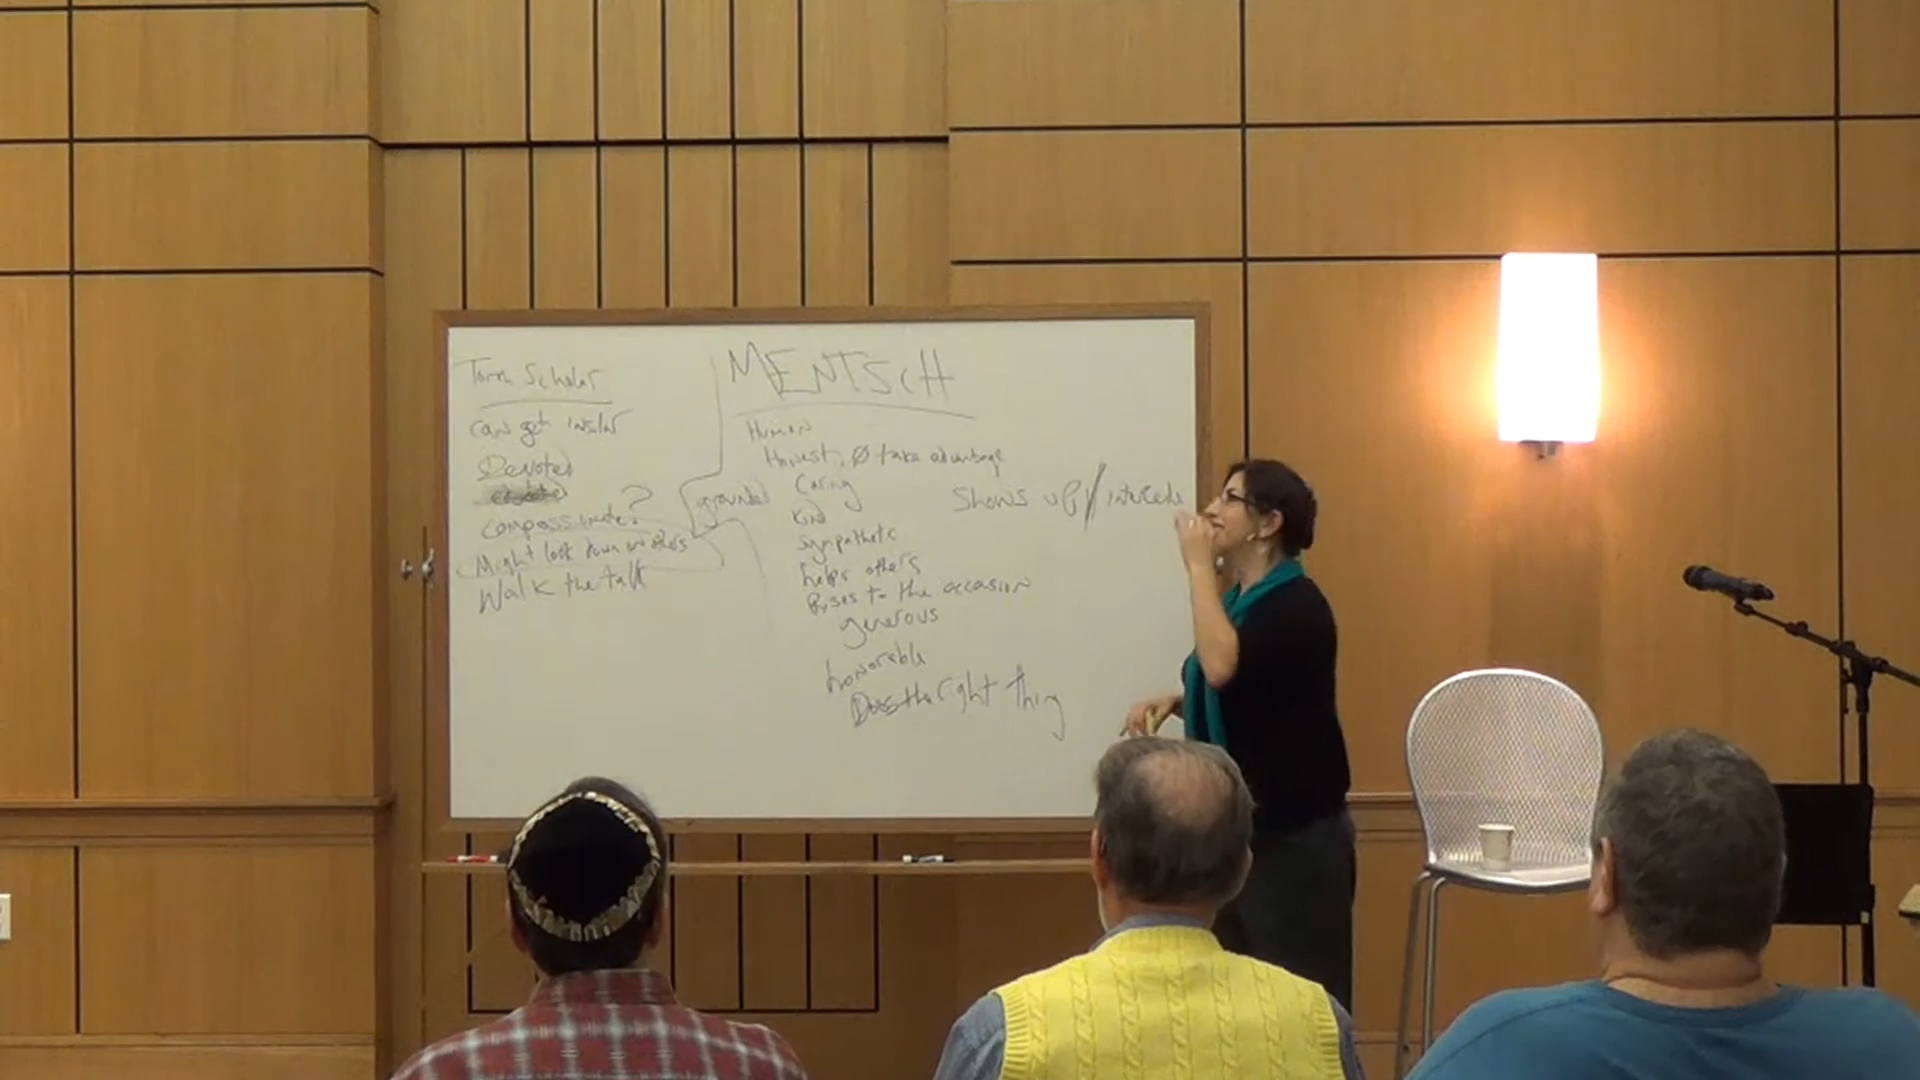 Torah Scholar
can get insular
Devoted
compassionate?
Might look down on others
Walk the talk
MENTSCH
Human
Honest, Ø take advantage
Caring
grounded
Kind
Sympathetic
helps others
Rises to the occasion
generous
honorable
Does the right thing
Shows up / intercede